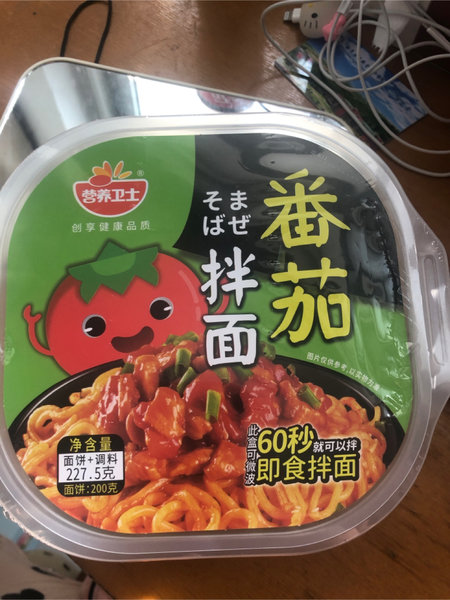 营养卫士®
创享健康品质
番茄
まぜ
そば
拌面
图片仅供参考,以实物为准
此盒可微波
60秒就可以拌
即食拌面
净含量
面饼+调料
227.5克
面饼:200克